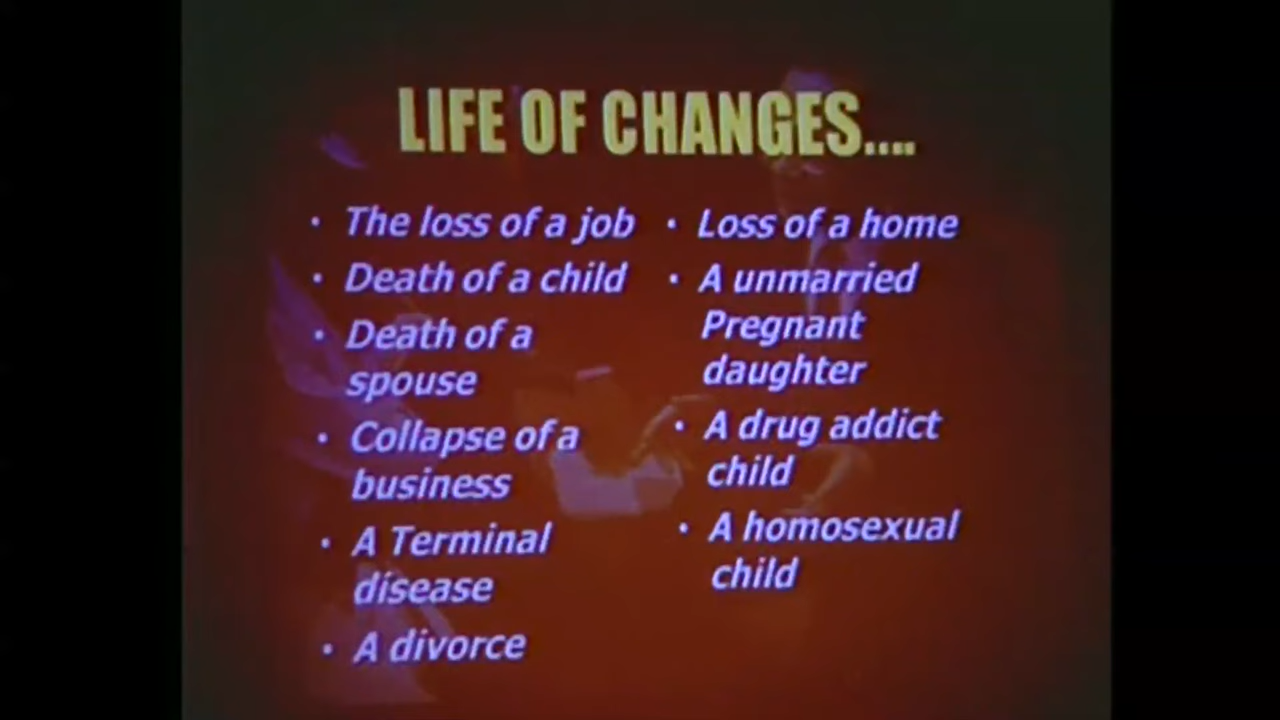 LIFE OF CHANGES....
• The loss of a job
• Death of a child
• Death of a
spouse
• Collapse of a
business
• A Terminal
disease
• A divorce
• Loss of a home
• A unmarried
Pregnant
daughter
• A drug addict
child
• A homosexual
child